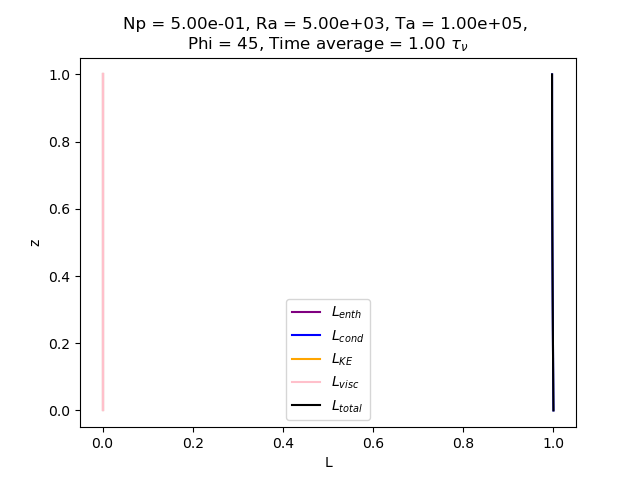 Np = 5.00e-01, Ra = 5.00e+03, Ta = 1.00e+05,
Phi = 45, Time average = 1.00 τ_ν
1.0
0.8
0.6
0.4
0.2
0.0
z
L_enth
L_cond
L_KE
L_visc
L_total
0.0 0.2 0.4 0.6 0.8 1.0
L